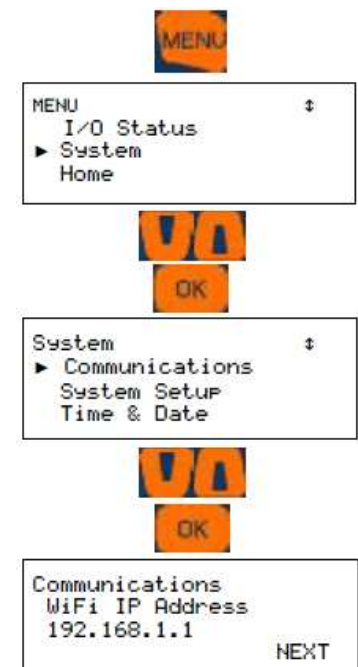 MENU
MENU ↕
I/O Status
► System
Home
OK
System ↕
► Communications
System Setup
Time & Date
OK
Communications
WiFi IP Address
192.168.1.1
NEXT